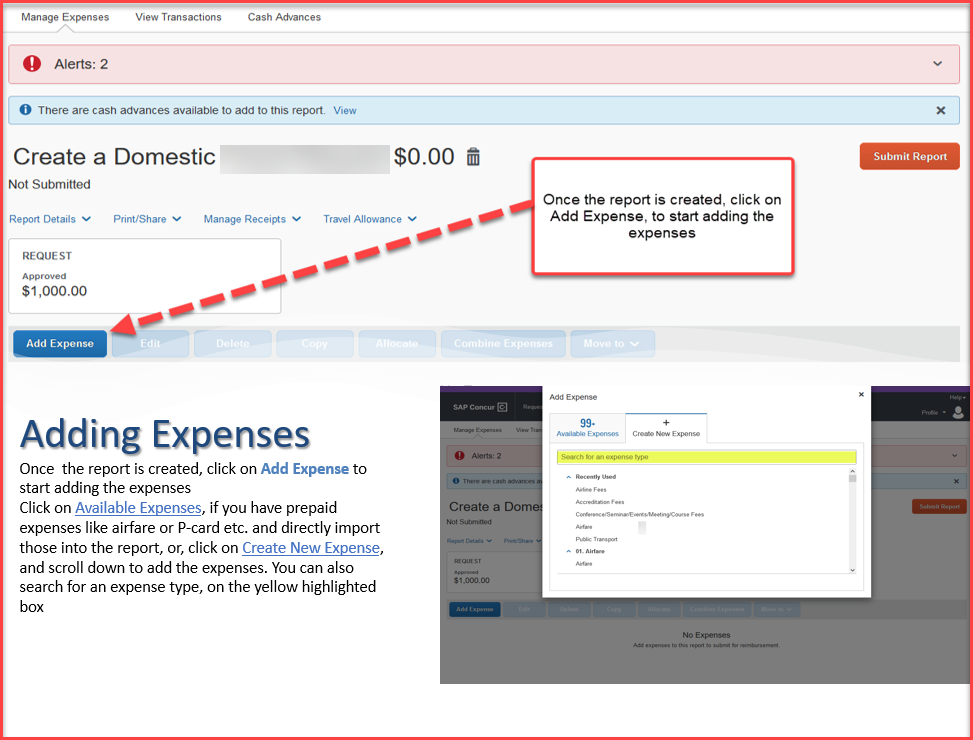 Manage Expenses View Transactions Cash Advances
Alerts: 2
There are cash advances available to add to this report. View
Create a Domestic $0.00
Submit Report
Not Submitted
Once the report is created, click on
Add Expense, to start adding the
expenses
Report Details Print/Share Manage Receipts Travel Allowance
REQUEST
Approved
$1,000.00
Add Expense Edit Delete Copy Allocate Combine Expenses Move to
Adding Expenses
Once the report is created, click on Add Expense to
start adding the expenses
Click on Available Expenses, if you have prepaid
expenses like airfare or P-card etc. and directly import
those into the report, or, click on Create New Expense,
and scroll down to add the expenses. You can also
search for an expense type, on the yellow highlighted
box
SAP Concur C Reques
Help
Profile
Manage Expenses View Tran
Alerts: 2
There are cash advances av
Create a Domes
Submit Report
Not Submitted
Report Details Print/Share
REQUEST
Approved
$1,000.00
Add Expense Edit Delete Copy Allocate Combine Expenses Move to
No Expenses
Add expenses to this report to submit for reimbursement.
Add Expense
99+
Available Expenses
+
Create New Expense
Search for an expense type
Recently Used
Airline Fees
Accreditation Fees
Conference/Seminar/Events/Meeting/Course Fees
Airfare
Public Transport
01. Airfare
Airfare